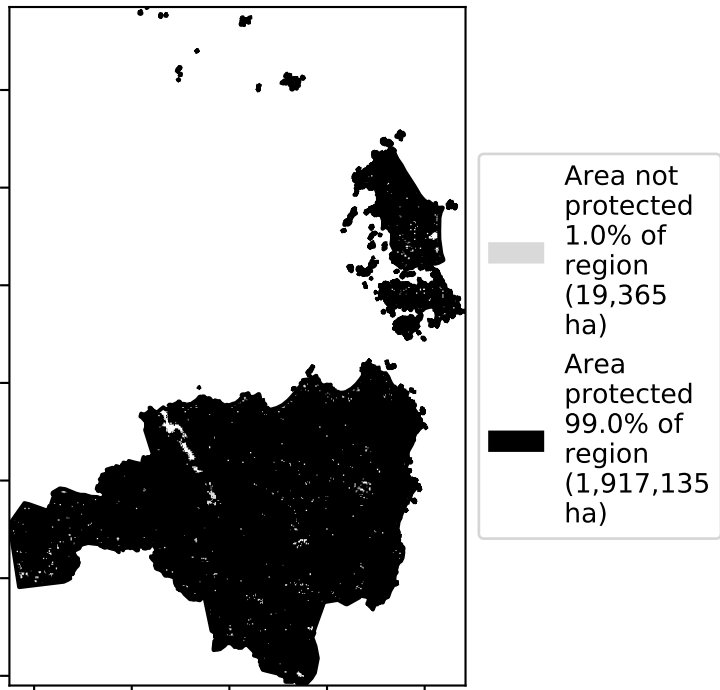 Area not
protected
1.0% of
region
(19,365
ha)
Area
protected
99.0% of
region
(1,917,135
ha)